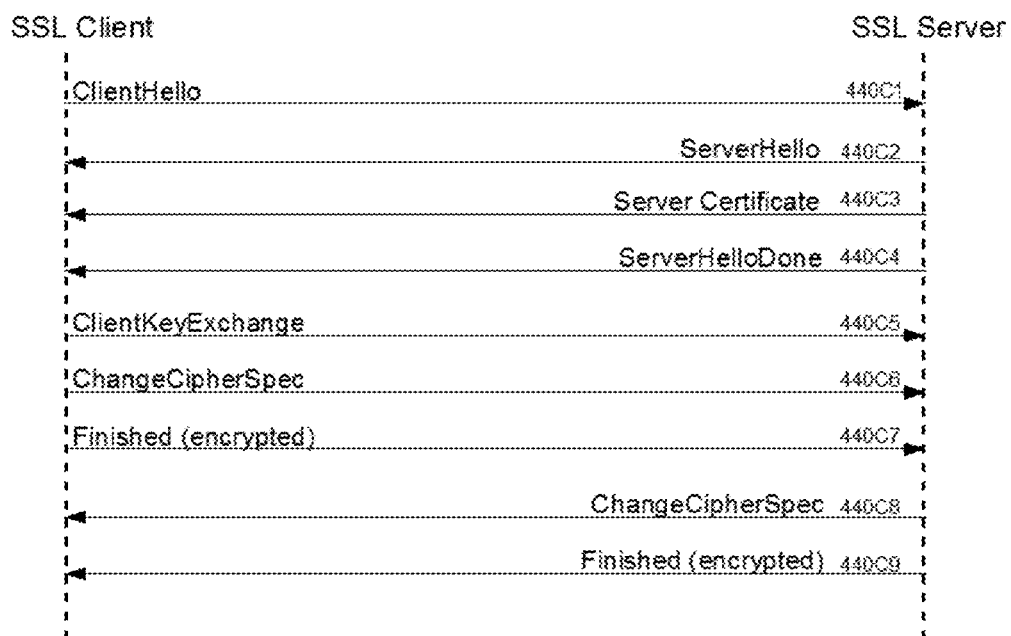 SSL Client SSL Server
ClientHello 440C1
ServerHello 440C2
Server Certificate 440C3
ServerHelloDone 440C4
ClientKeyExchange 440C5
ChangeCipherSpec 440C6
Finished (encrypted) 440C7
ChangeCipherSpec 440C8
Finished (encrypted) 440C9